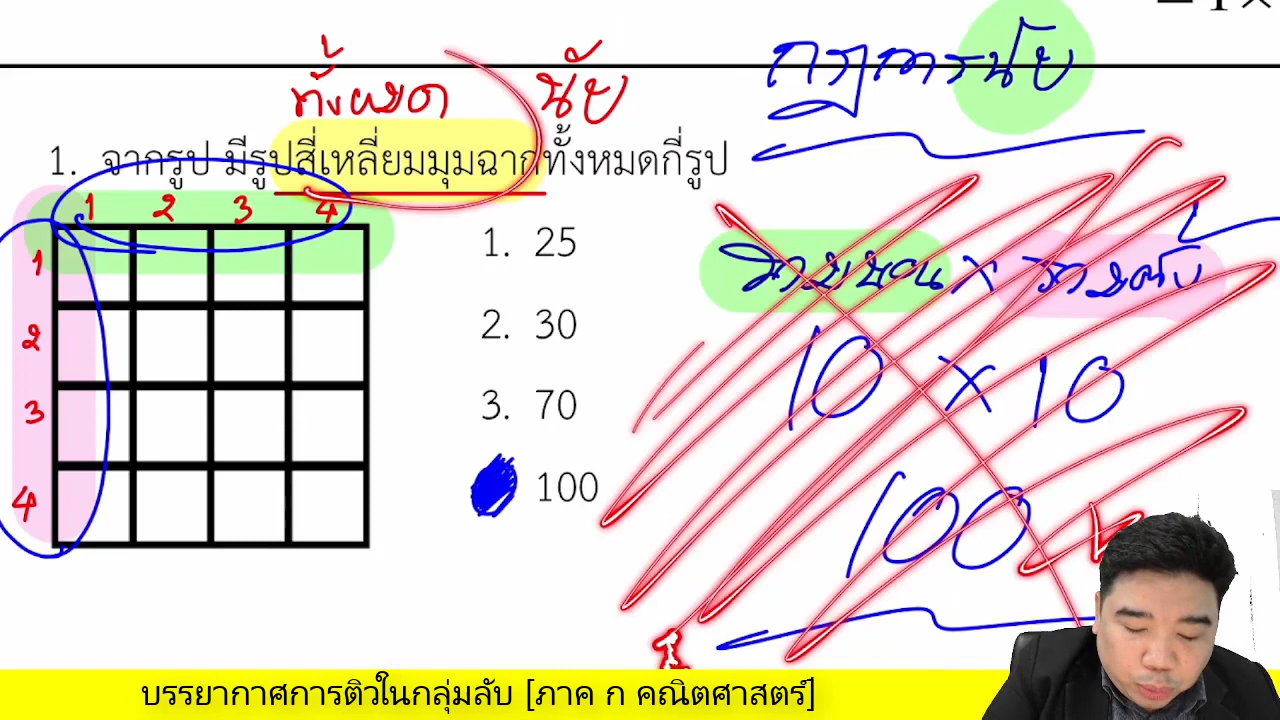 ทั้งหมด นัย กฎการนัย
1. จากรูป มีรูปสี่เหลี่ยมมุมฉากทั้งหมดกี่รูป
1 2 3 4
1
2
3
4
1. 25
2. 30
3. 70
100
10 × 10
100
บรรยากาศการติวในกลุ่มลับ [ภาค ก คณิตศาสตร์]